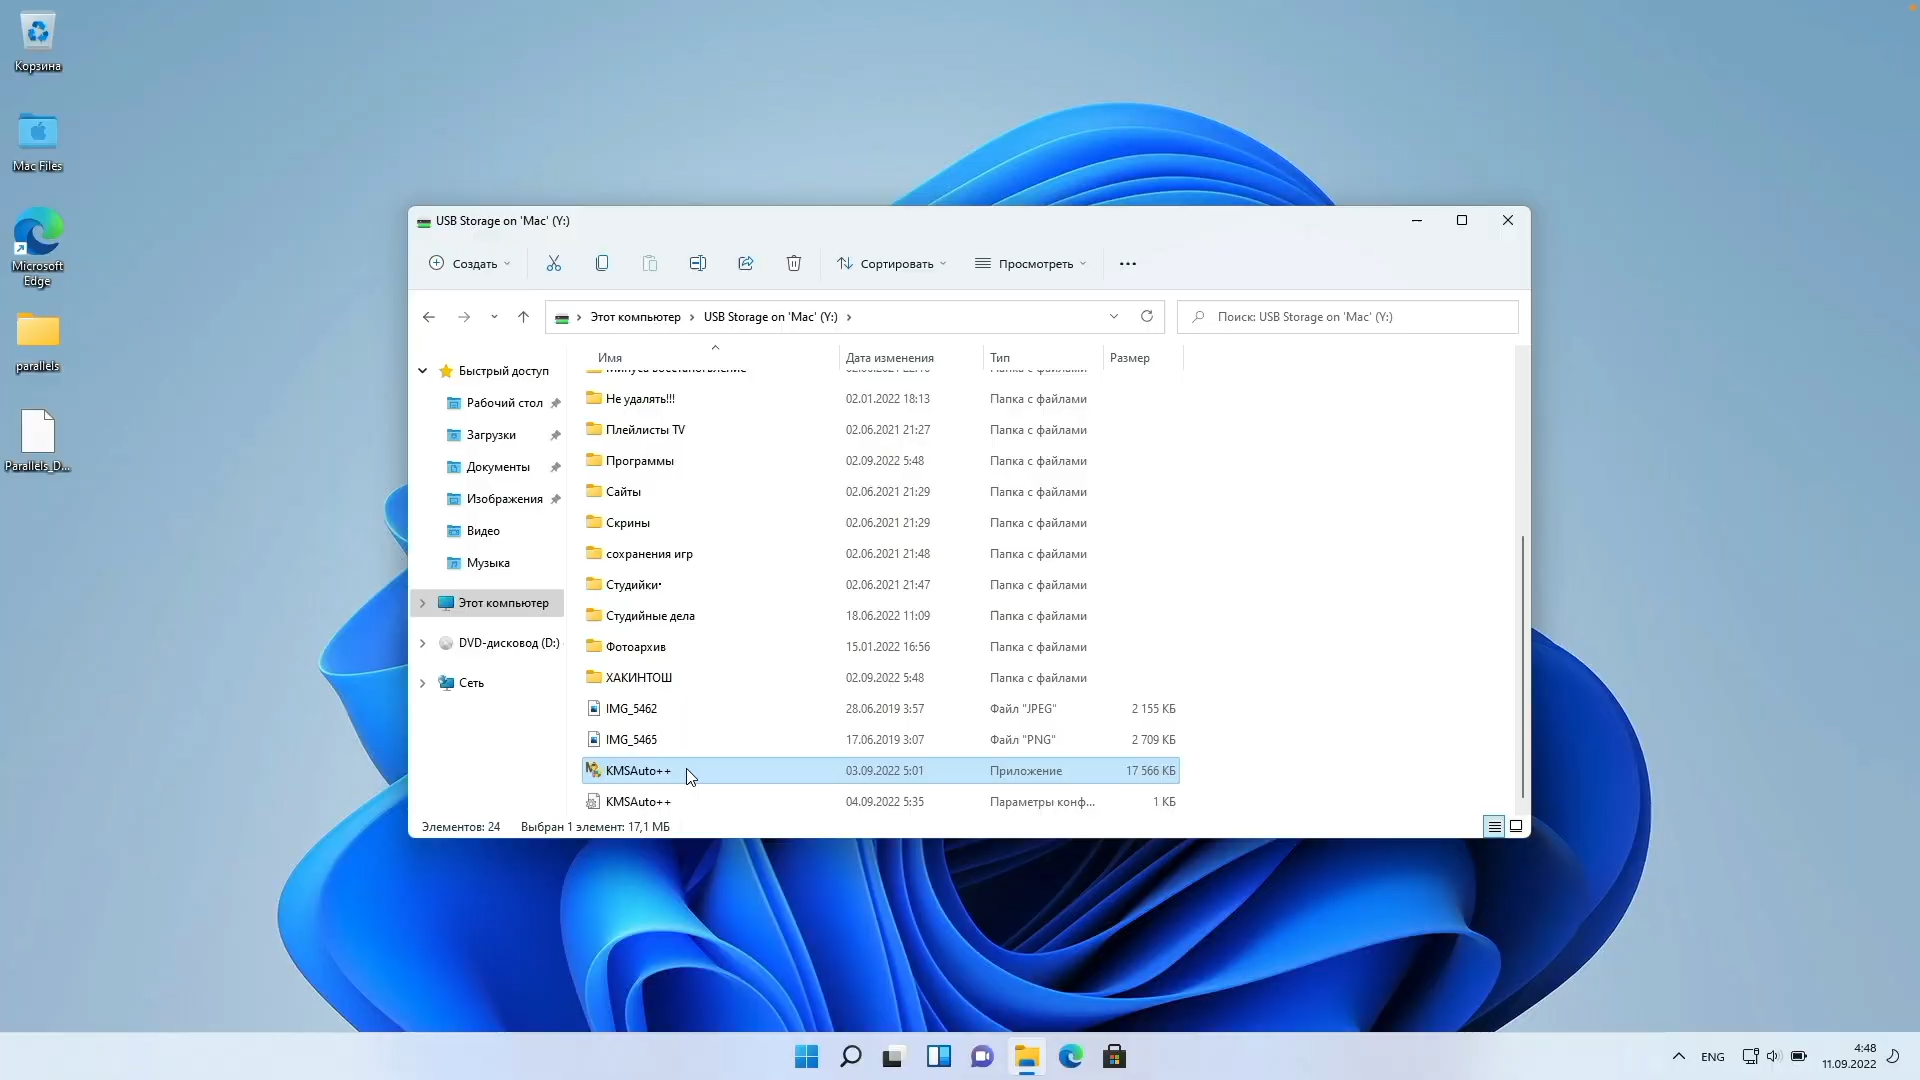 Корзина
Mac Files
Microsoft
Edge
parallels
Parallels_D...
USB Storage on 'Mac' (Y:)
Создать
Сортировать
Просмотреть
Этот компьютер
USB Storage on 'Mac' (Y:)
Поиск: USB Storage on 'Mac' (Y:)
Быстрый доступ
Рабочий стол
Загрузки
Документы
Изображения
Видео
Музыка
Этот компьютер
DVD-дисковод (D:)
Сеть
Имя Дата изменения Тип Размер
Не удалять!!! 02.01.2022 18:13 Папка с файлами
Плейлисты TV 02.06.2021 21:27 Папка с файлами
Программы 02.09.2022 5:48 Папка с файлами
Сайты 02.06.2021 21:29 Папка с файлами
Скрины 02.06.2021 21:29 Папка с файлами
сохранения игр 02.06.2021 21:48 Папка с файлами
Студийки· 02.06.2021 21:47 Папка с файлами
Студийные дела 18.06.2022 11:09 Папка с файлами
Фотоархив 15.01.2022 16:56 Папка с файлами
ХАКИНТОШ 02.09.2022 5:48 Папка с файлами
IMG_5462 28.06.2019 3:57 Файл "JPEG" 2 155 КБ
IMG_5465 17.06.2019 3:07 Файл "PNG" 2 709 КБ
KMSAuto++ 03.09.2022 5:01 Приложение 17 566 КБ
KMSAuto++ 04.09.2022 5:35 Параметры конф... 1 КБ
Элементов: 24 Выбран 1 элемент: 17,1 МБ
ENG
4:48
11.09.2022